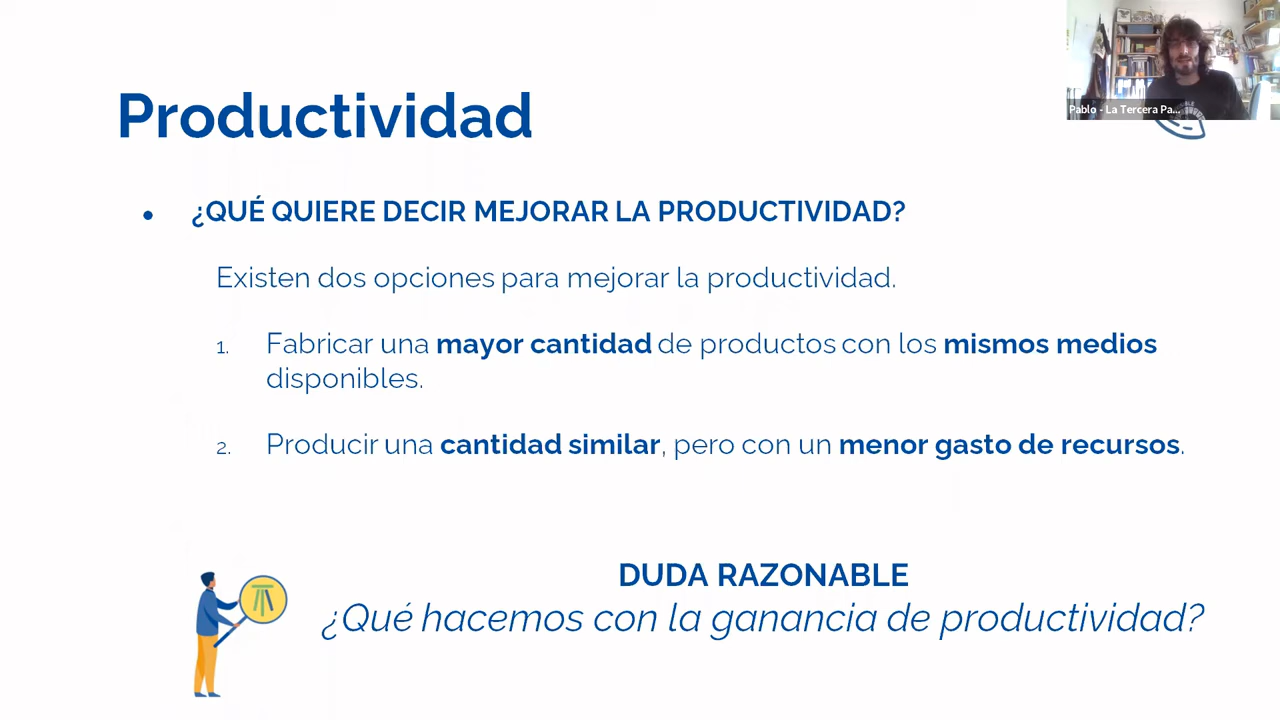 Pablo - La Tercera Pa...
Productividad
• ¿QUÉ QUIERE DECIR MEJORAR LA PRODUCTIVIDAD?
Existen dos opciones para mejorar la productividad.
1. Fabricar una mayor cantidad de productos con los mismos medios
disponibles.
2. Producir una cantidad similar, pero con un menor gasto de recursos.
DUDA RAZONABLE
¿Qué hacemos con la ganancia de productividad?